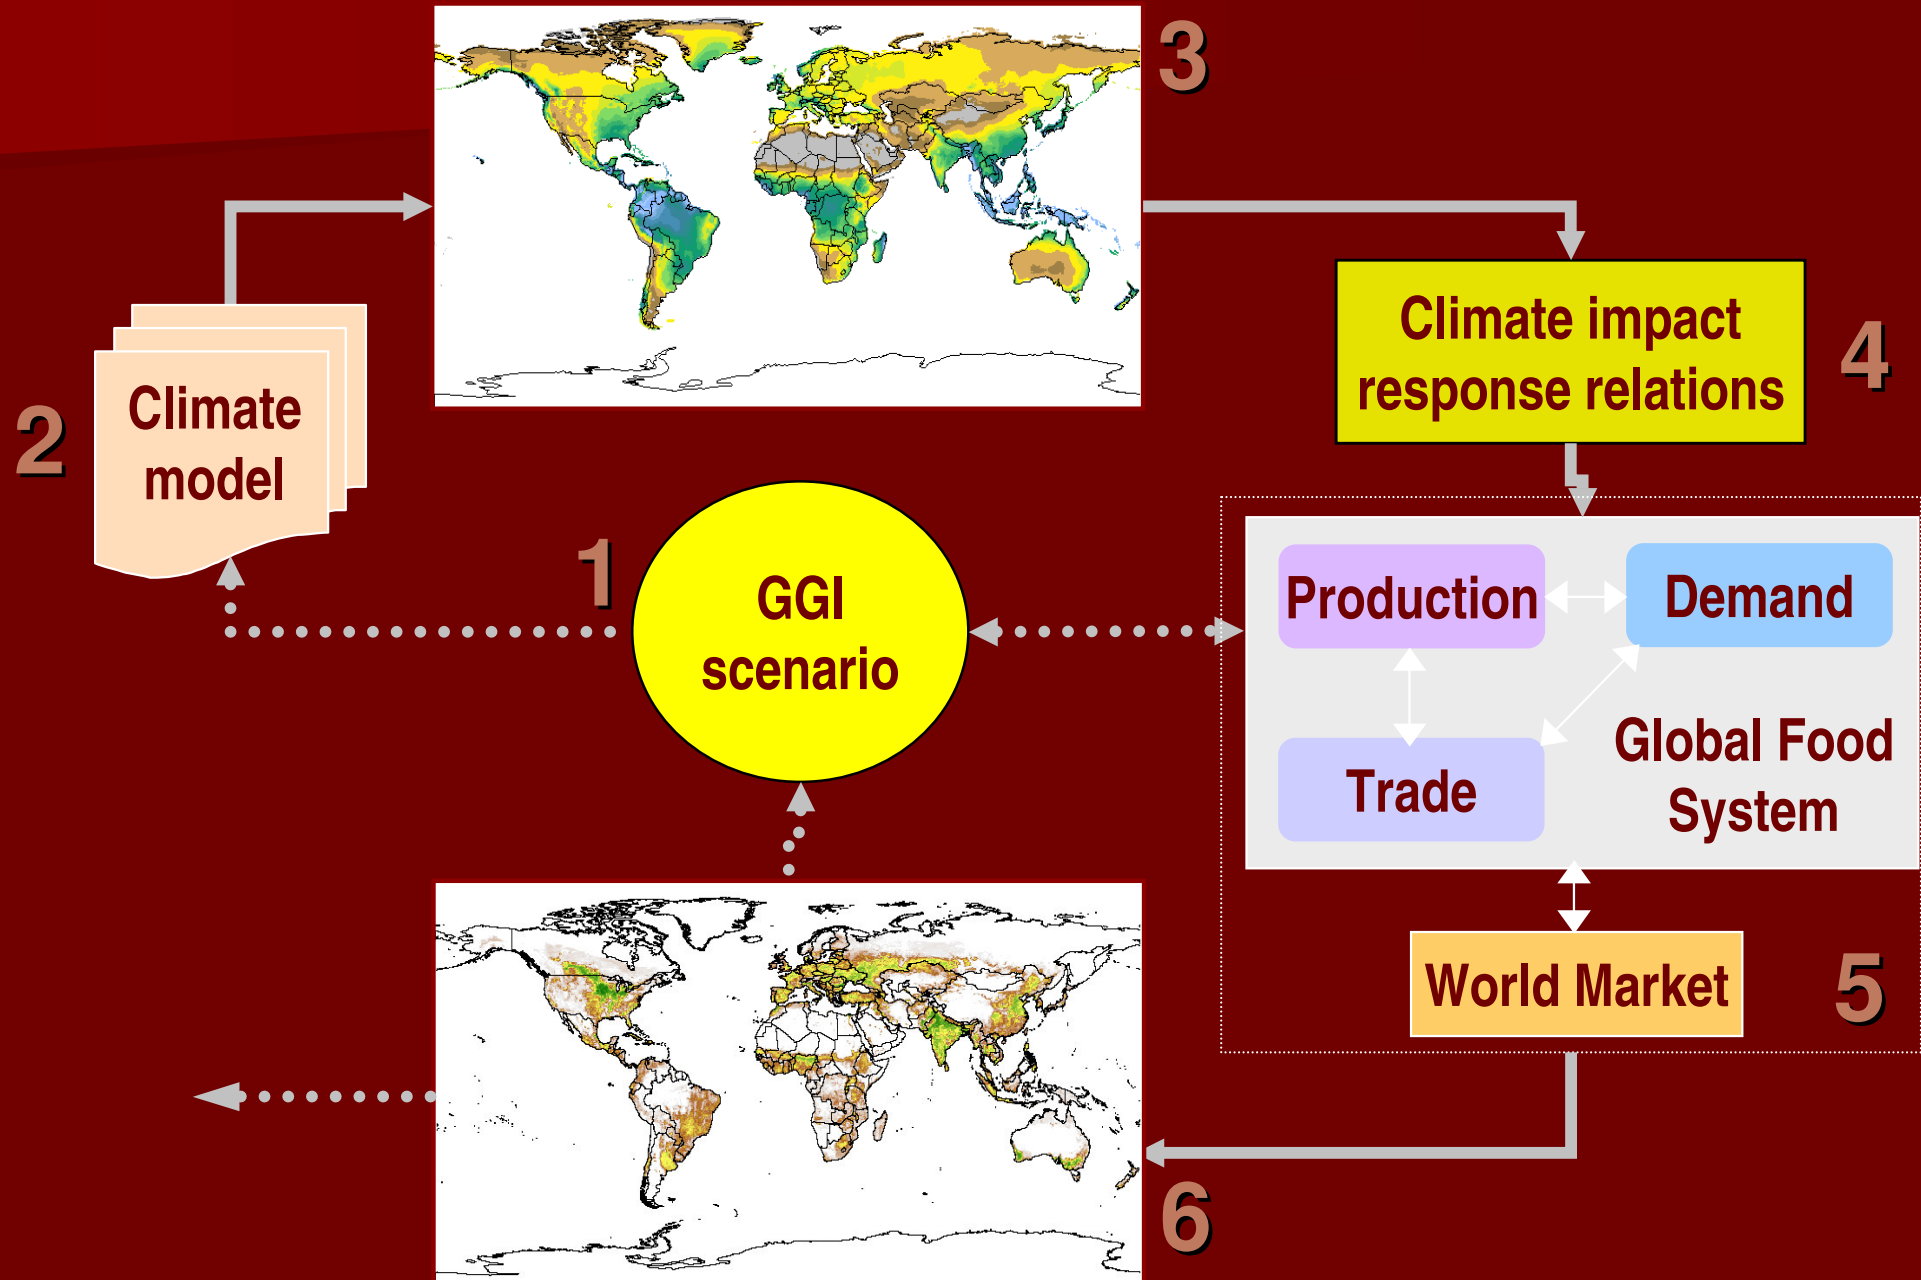 3
Climate impact
response relations
4
2
Climate
model
1
GGI
scenario
Production
Demand
Trade
Global Food
System
World Market
5
6